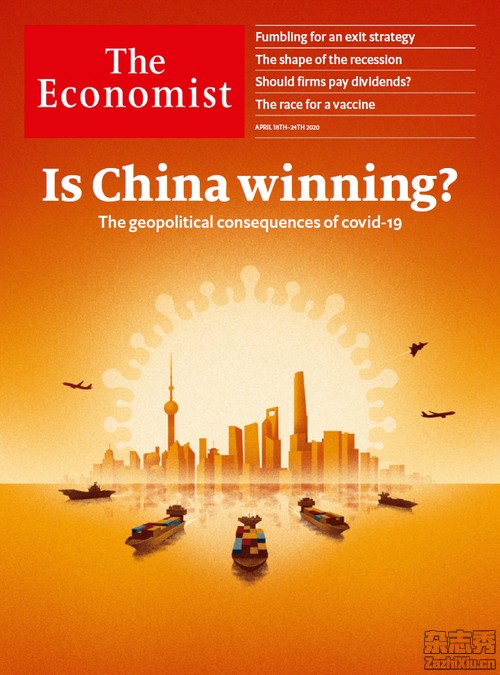 The
Economist
Fumbling for an exit strategy
The shape of the recession
Should firms pay dividends?
The race for a vaccine
APRIL 18TH–24TH 2020
Is China winning?
The geopolitical consequences of covid-19
杂志秀
ZazhiXiu.cn